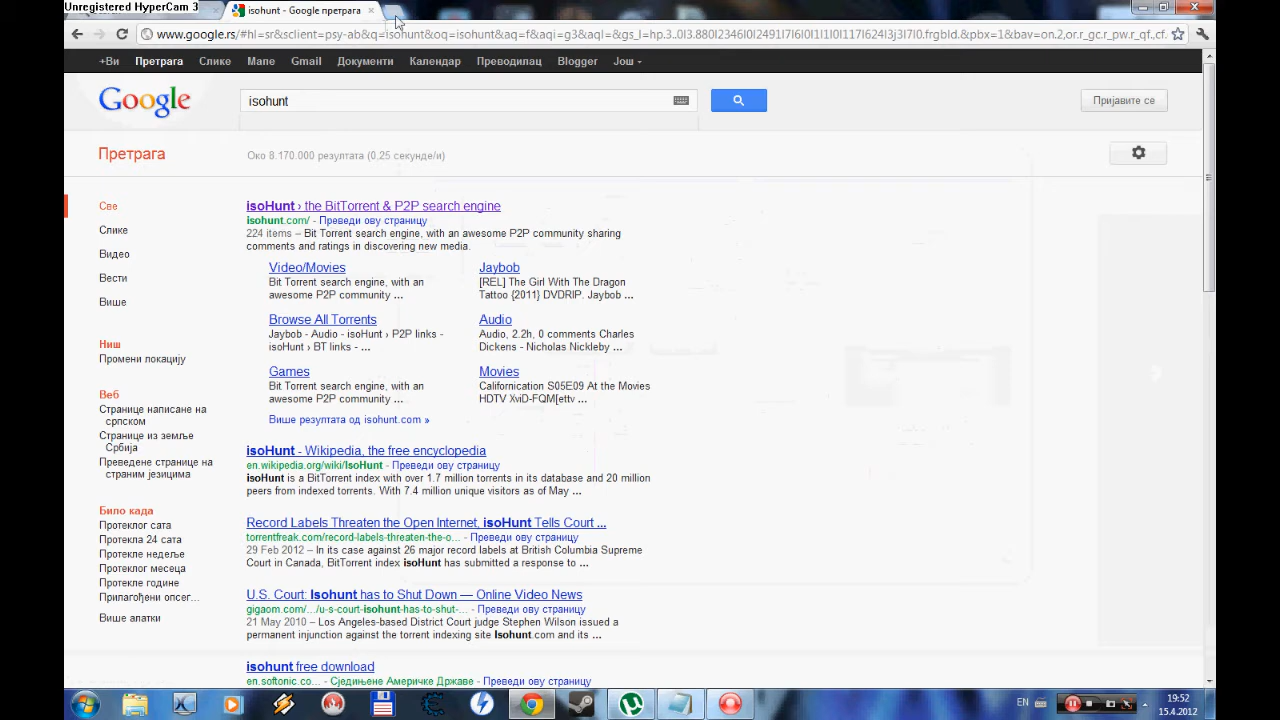 Unregistered HyperCam 3
isohunt - Google претрага
www.google.rs/#hl=sr&sclient=psy-ab&q=isohunt&oq=isohunt&aq=f&aqi=g3&aql=&gs_l=hp.3..0l3.880l2346l0l2491l7l6l0l1l0l117l624l3j3l7l0.frgbld.&pbx=1&bav=on.2,or.r_gc.r_pw.r_qf.,cf.
+Ви Претрага Слике Мапе Gmail Документи Календар Преводилац Blogger Још
Google
isohunt
Пријавите се
Претрага
Око 8.170.000 резултата (0,25 секунде/и)
Све
Слике
Видео
Вести
Више
Ниш
Промени локацију
Веб
Странице написане на
српском
Странице из земље
Србија
Преведене странице на
страним језицима
Било када
Протеклог сата
Протекла 24 сата
Протекле недеље
Протеклог месеца
Протекле године
Прилагођени опсег...
Више алатки
isoHunt › the BitTorrent & P2P search engine
isohunt.com/ - Преведи ову страницу
224 items – Bit Torrent search engine, with an awesome P2P community sharing
comments and ratings in discovering new media.
Video/Movies
Bit Torrent search engine, with an
awesome P2P community ...
Jaybob
[REL] The Girl With The Dragon
Tattoo {2011} DVDRIP. Jaybob ...
Browse All Torrents
Jaybob - Audio - isoHunt › P2P links -
isoHunt › BT links - ...
Audio
Audio, 2.2h, 0 comments Charles
Dickens - Nicholas Nickleby ...
Games
Bit Torrent search engine, with an
awesome P2P community ...
Movies
Californication S05E09 At the Movies
HDTV XviD-FQM[ettv ...
Више резултата од isohunt.com »
isoHunt - Wikipedia, the free encyclopedia
en.wikipedia.org/wiki/IsoHunt - Преведи ову страницу
isoHunt is a BitTorrent index with over 1.7 million torrents in its database and 20 million
peers from indexed torrents. With 7.4 million unique visitors as of May ...
Record Labels Threaten the Open Internet, isoHunt Tells Court ...
torrentfreak.com/record-labels-threaten-the-o... - Преведи ову страницу
29 Feb 2012 – In its case against 26 major record labels at British Columbia Supreme
Court in Canada, BitTorrent index isoHunt has submitted a response to ...
U.S. Court: Isohunt has to Shut Down — Online Video News
gigaom.com/.../u-s-court-isohunt-has-to-shut-... - Преведи ову страницу
21 May 2010 – Los Angeles-based District Court judge Stephen Wilson issued a
permanent injunction against the torrent indexing site Isohunt.com and its ...
isohunt free download
en.softonic.co... - Сједињене Америчке Државе - Преведи ову страницу
EN
19:52
15.4.2012